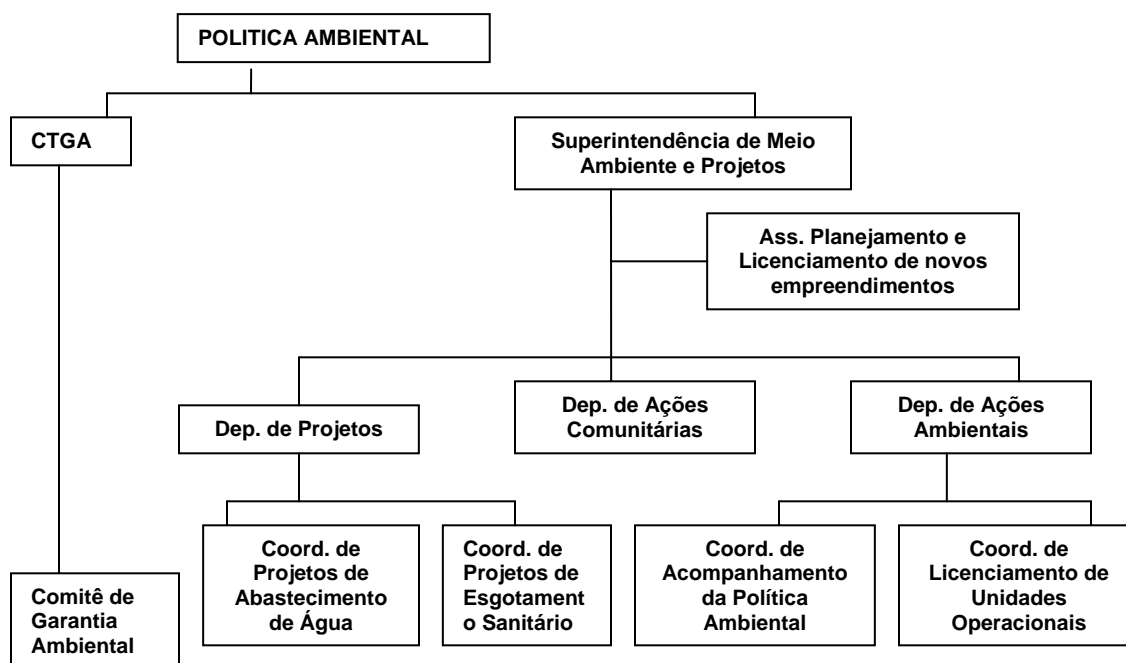 POLITICA AMBIENTAL
CTGA
Superintendência de Meio
Ambiente e Projetos
Ass. Planejamento e
Licenciamento de novos
empreendimentos
Dep. de Projetos
Dep. de Ações
Comunitárias
Dep. de Ações
Ambientais
Comitê de
Garantia
Ambiental
Coord. de
Projetos de
Abastecimento
de Água
Coord. de
Projetos de
Esgotament
o Sanitário
Coord. de
Acompanhamento
da Política
Ambiental
Coord. de
Licenciamento de
Unidades
Operacionais